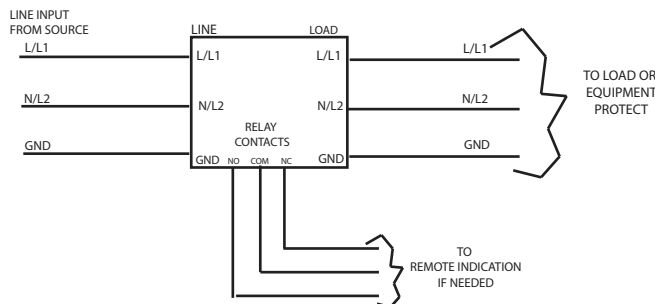 LINE INPUT
FROM SOURCE
L/L1
N/L2
GND
LINE
LOAD
L/L1
L/L1
N/L2
N/L2
RELAY
CONTACTS
GND
NO
COM
NC
GND
L/L1
N/L2
GND
TO LOAD OR
EQUIPMENT
PROTECT
TO
REMOTE INDICATION
IF NEEDED